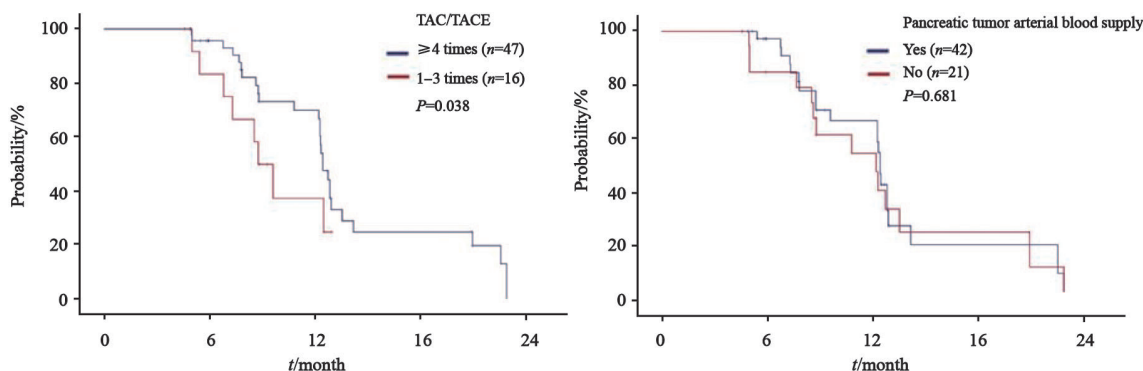 TAC/TACE
≥4 times (n=47)
1–3 times (n=16)
P=0.038
Probability/%
100
80
60
40
20
0
0 6 12 18 24
t/month
Pancreatic tumor arterial blood supply
Yes (n=42)
No (n=21)
P=0.681
Probability/%
100
80
60
40
20
0
0 6 12 21 24
t/month